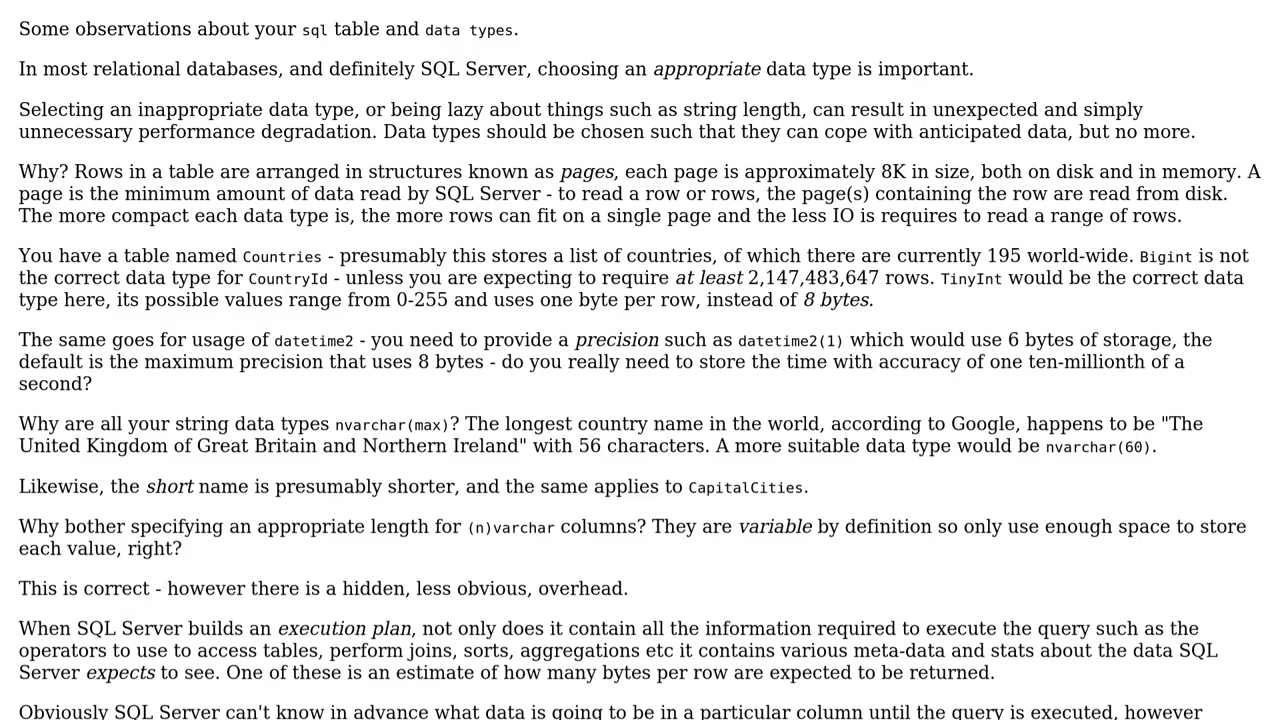 Some observations about your sql table and data types.
In most relational databases, and definitely SQL Server, choosing an appropriate data type is important.
Selecting an inappropriate data type, or being lazy about things such as string length, can result in unexpected and simply
unnecessary performance degradation. Data types should be chosen such that they can cope with anticipated data, but no more.
Why? Rows in a table are arranged in structures known as pages, each page is approximately 8K in size, both on disk and in memory. A
page is the minimum amount of data read by SQL Server - to read a row or rows, the page(s) containing the row are read from disk.
The more compact each data type is, the more rows can fit on a single page and the less IO is requires to read a range of rows.
You have a table named Countries - presumably this stores a list of countries, of which there are currently 195 world-wide. Bigint is not
the correct data type for CountryId - unless you are expecting to require at least 2,147,483,647 rows. TinyInt would be the correct data
type here, its possible values range from 0-255 and uses one byte per row, instead of 8 bytes.
The same goes for usage of datetime2 - you need to provide a precision such as datetime2(1) which would use 6 bytes of storage, the
default is the maximum precision that uses 8 bytes - do you really need to store the time with accuracy of one ten-millionth of a
second?
Why are all your string data types nvarchar(max)? The longest country name in the world, according to Google, happens to be "The
United Kingdom of Great Britain and Northern Ireland" with 56 characters. A more suitable data type would be nvarchar(60).
Likewise, the short name is presumably shorter, and the same applies to CapitalCities.
Why bother specifying an appropriate length for (n)varchar columns? They are variable by definition so only use enough space to store
each value, right?
This is correct - however there is a hidden, less obvious, overhead.
When SQL Server builds an execution plan, not only does it contain all the information required to execute the query such as the
operators to use to access tables, perform joins, sorts, aggregations etc it contains various meta-data and stats about the data SQL
Server expects to see. One of these is an estimate of how many bytes per row are expected to be returned.
Obviously SQL Server can't know in advance what data is going to be in a particular column until the query is executed, however